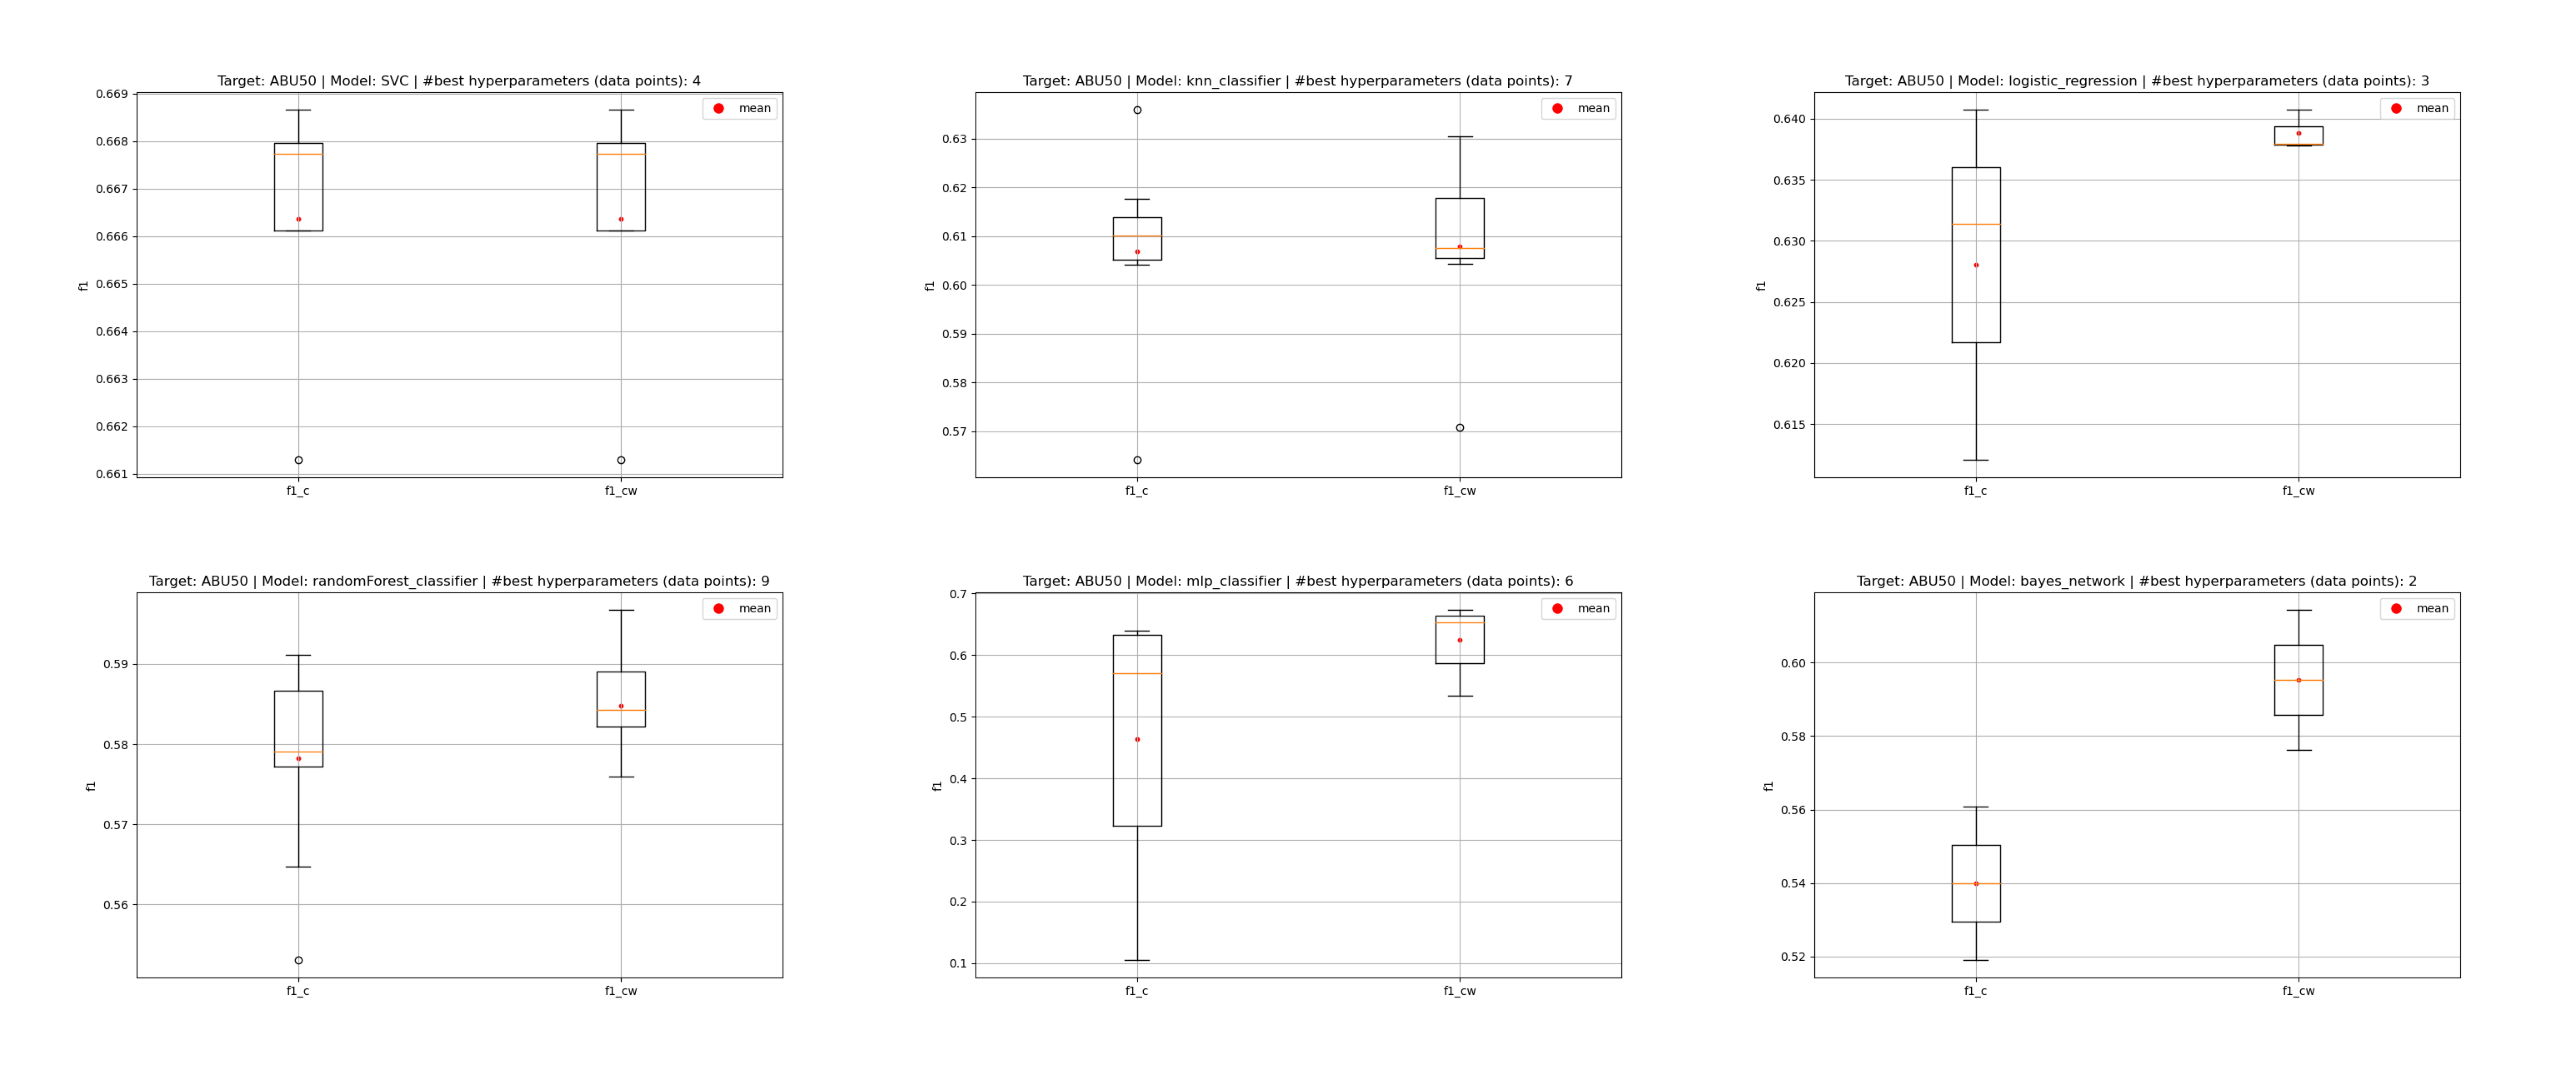 Target: ABU50 | Model: SVC | #best hyperparameters (data points): 4
mean
0.669
0.668
0.667
0.666
0.665
0.664
0.663
0.662
0.661
f1
f1_c
f1_cw
Target: ABU50 | Model: knn_classifier | #best hyperparameters (data points): 7
mean
0.63
0.62
0.61
0.60
0.59
0.58
0.57
f1
f1_c
f1_cw
Target: ABU50 | Model: logistic_regression | #best hyperparameters (data points): 3
mean
0.640
0.635
0.630
0.625
0.620
0.615
f1
f1_c
f1_cw
Target: ABU50 | Model: randomForest_classifier | #best hyperparameters (data points): 9
mean
0.59
0.58
0.57
0.56
f1
f1_c
f1_cw
Target: ABU50 | Model: mlp_classifier | #best hyperparameters (data points): 6
mean
0.7
0.6
0.5
0.4
0.3
0.2
0.1
f1
f1_c
f1_cw
Target: ABU50 | Model: bayes_network | #best hyperparameters (data points): 2
mean
0.60
0.58
0.56
0.54
0.52
f1
f1_c
f1_cw